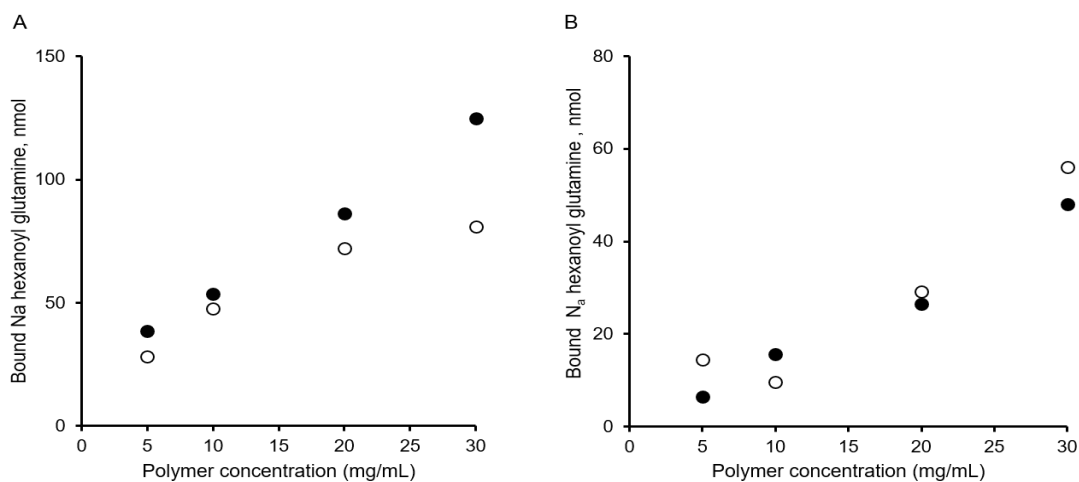 A
Bound Na hexanoyl glutamine, nmol
150
100
50
0
0 5 10 15 20 25 30
Polymer concentration (mg/mL)
B
Bound Na hexanoyl glutamine , nmol
80
60
40
20
0
0 5 10 15 20 25 30
Polymer concentration (mg/mL)